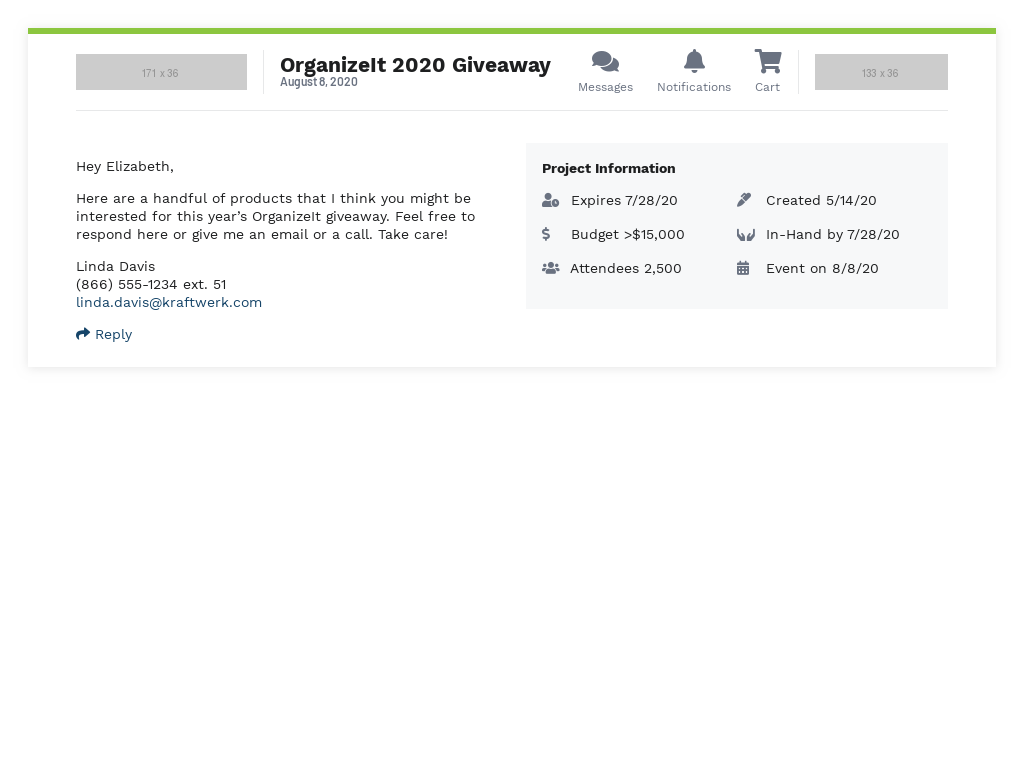 171 x 36
OrganizeIt 2020 Giveaway
August 8, 2020
Messages
Notifications
Cart
133 x 36
Hey Elizabeth,
Here are a handful of products that I think you might be
interested for this year’s OrganizeIt giveaway. Feel free to
respond here or give me an email or a call. Take care!
Linda Davis
(866) 555-1234 ext. 51
linda.davis@kraftwerk.com
Reply
Project Information
Expires 7/28/20
Created 5/14/20
Budget >$15,000
In-Hand by 7/28/20
Attendees 2,500
Event on 8/8/20